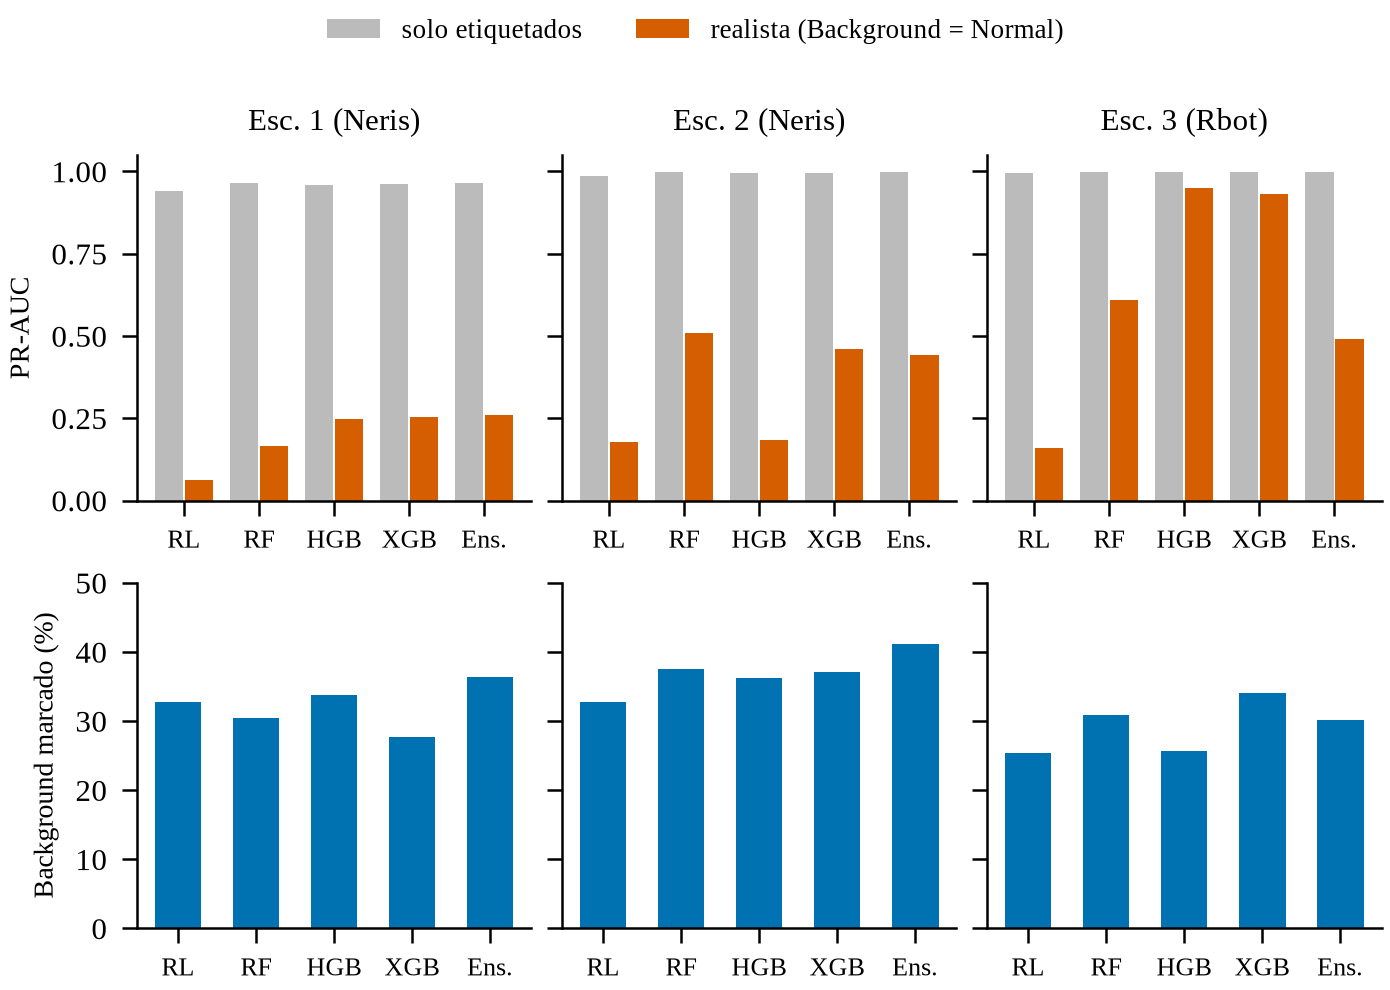 solo etiquetados realista (Background = Normal)
Esc. 1 (Neris) Esc. 2 (Neris) Esc. 3 (Rbot)
PR-AUC
1.00
0.75
0.50
0.25
0.00
RL RF HGB XGB Ens. RL RF HGB XGB Ens. RL RF HGB XGB Ens.
Background marcado (%)
50
40
30
20
10
0
RL RF HGB XGB Ens. RL RF HGB XGB Ens. RL RF HGB XGB Ens.